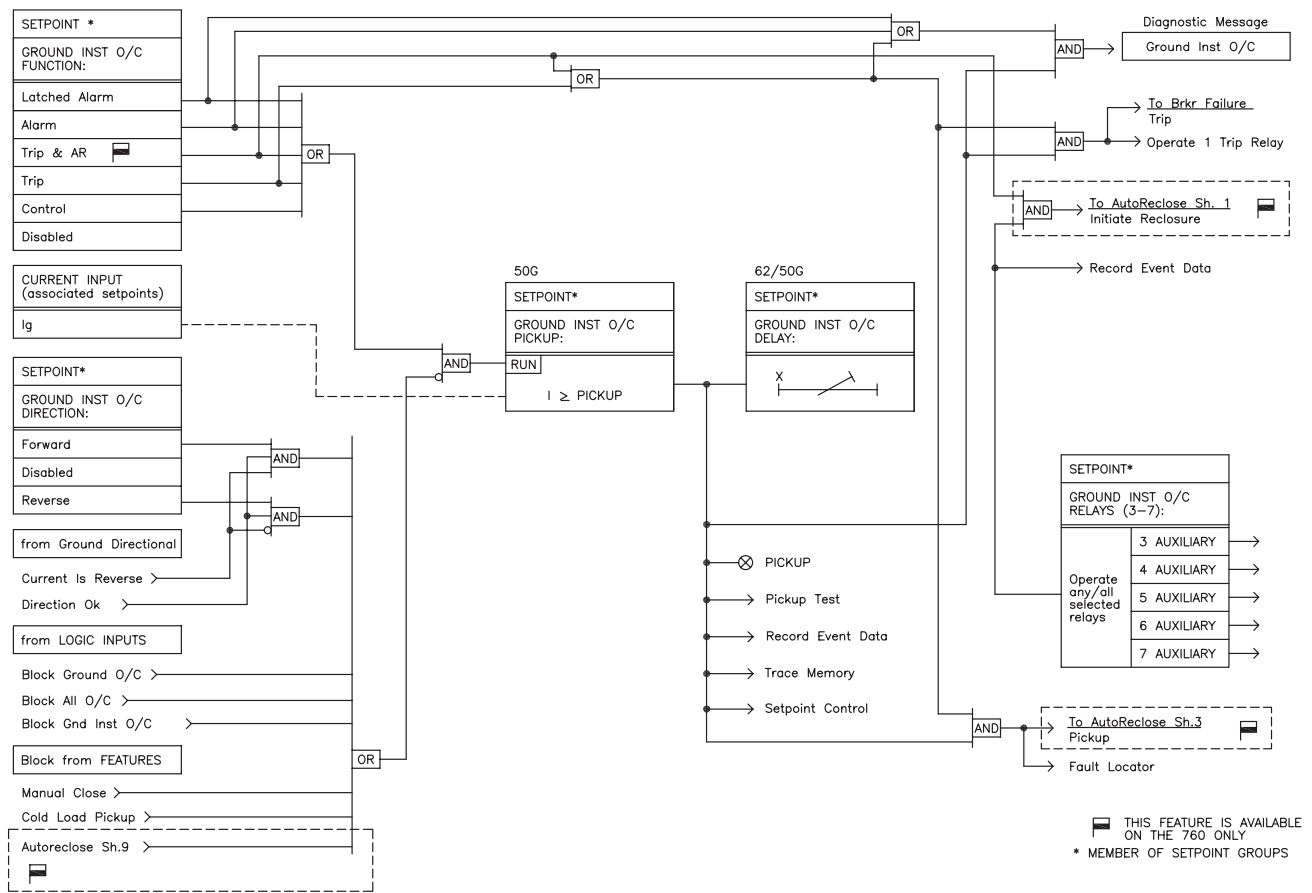 SETPOINT *
GROUND INST O/C
FUNCTION:
Latched Alarm
Alarm
Trip & AR
Trip
Control
Disabled
OR
CURRENT INPUT
(associated setpoints)
Ig
SETPOINT*
GROUND INST O/C
DIRECTION:
Forward
Disabled
Reverse
AND
AND
from Ground Directional
Current Is Reverse
Direction Ok
from LOGIC INPUTS
Block Ground O/C
Block All O/C
Block Gnd Inst O/C
Block from FEATURES
OR
Manual Close
Cold Load Pickup
Autoreclose Sh.9
AND
50G
SETPOINT*
GROUND INST O/C
PICKUP:
RUN
I ≥ PICKUP
62/50G
SETPOINT*
GROUND INST O/C
DELAY:
X
OR
OR
AND
Diagnostic Message
Ground Inst O/C
AND
To Brkr Failure
Trip
Operate 1 Trip Relay
AND
To AutoReclose Sh. 1
Initiate Reclosure
Record Event Data
SETPOINT*
GROUND INST O/C
RELAYS (3-7):
Operate
any/all
selected
relays
3 AUXILIARY
4 AUXILIARY
5 AUXILIARY
6 AUXILIARY
7 AUXILIARY
PICKUP
Pickup Test
Record Event Data
Trace Memory
Setpoint Control
AND
To AutoReclose Sh.3
Pickup
Fault Locator
THIS FEATURE IS AVAILABLE
ON THE 760 ONLY
* MEMBER OF SETPOINT GROUPS